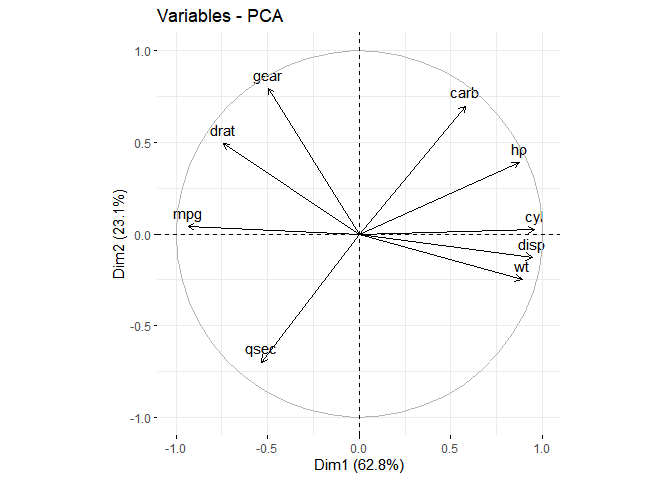 Variables - PCA
gear
carb
drat
hp
mpg
cyl
disp
wt
qsec
1.0
0.5
0.0
-0.5
-1.0
Dim2 (23.1%)
-1.0 -0.5 0.0 0.5 1.0
Dim1 (62.8%)